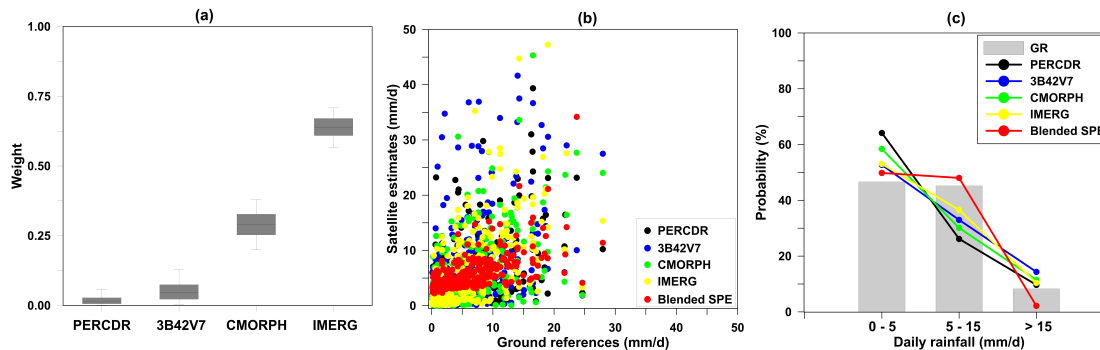 (a)
1.00
0.75
0.50
0.25
0.00
Weight
PERCDR
3B42V7
CMORPH
IMERG
(b)
50
40
30
20
10
0
Satellite estimates (mm/d)
0
10
20
30
40
50
Ground references (mm/d)
PERCDR
3B42V7
CMORPH
IMERG
Blended SPE
(c)
100
80
60
40
20
0
Probability (%)
0 - 5
5 - 15
> 15
Daily rainfall (mm/d)
GR
PERCDR
3B42V7
CMORPH
IMERG
Blended SPE